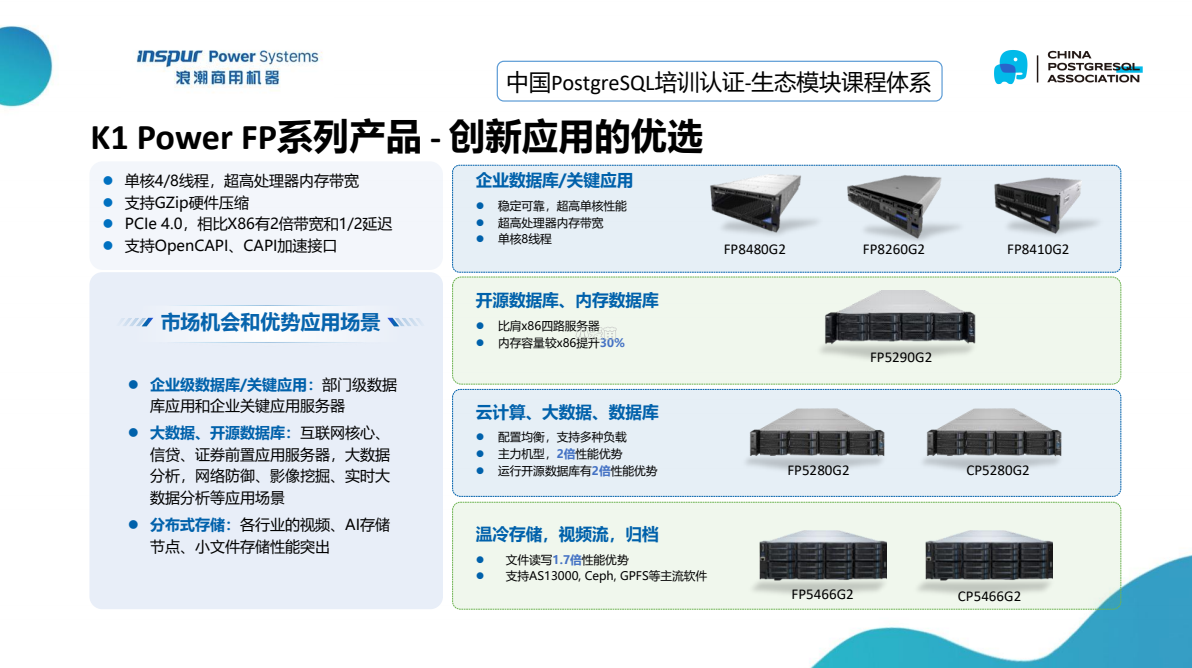 inspur Power Systems
浪潮商用机器
中国PostgreSQL培训认证-生态模块课程体系
CHINA
POSTGRESQL
ASSOCIATION
K1 Power FP系列产品 - 创新应用的优选
单核4/8线程，超高处理器内存带宽
支持GZip硬件压缩
PCIe 4.0，相比X86有2倍带宽和1/2延迟
支持OpenCAPI、CAPI加速接口
市场机会和优势应用场景
企业级数据库/关键应用：部门级数据
库应用和企业关键应用服务器
大数据、开源数据库：互联网核心、
信贷、证券前置应用服务器，大数据
分析，网络防御、影像挖掘、实时大
数据分析等应用场景
分布式存储：各行业的视频、AI存储
节点、小文件存储性能突出
企业数据库/关键应用
稳定可靠，超高单核性能
超高处理器内存带宽
单核8线程
FP8480G2
FP8260G2
FP8410G2
开源数据库、内存数据库
比肩x86四路服务器
内存容量较x86提升30%
FP5290G2
云计算、大数据、数据库
配置均衡，支持多种负载
主力机型，2倍性能优势
运行开源数据库有2倍性能优势
FP5280G2
CP5280G2
温冷存储，视频流，归档
文件读写1.7倍性能优势
支持AS13000, Ceph, GPFS等主流软件
FP5466G2
CP5466G2